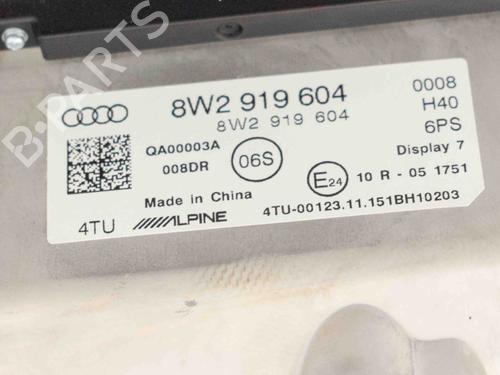 8W2 919 604
8W2 919 604
0008
H40
6PS
QA00003A
008DR
06S
Display 7
E24
10 R - 05 1751
Made in China
4TU
ALPINE
4TU-00123.11.151BH10203
B-PARTS